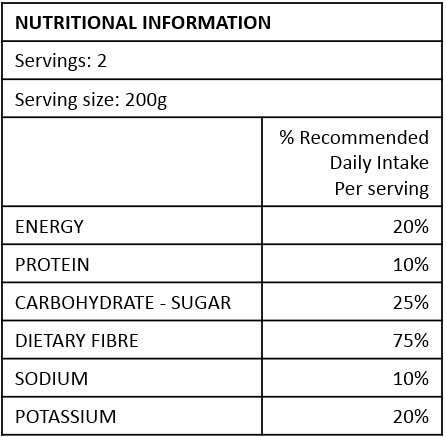 NUTRITIONAL INFORMATION
Servings: 2
Serving size: 200g
% Recommended
Daily Intake
Per serving
ENERGY 20%
PROTEIN 10%
CARBOHYDRATE - SUGAR 25%
DIETARY FIBRE 75%
SODIUM 10%
POTASSIUM 20%